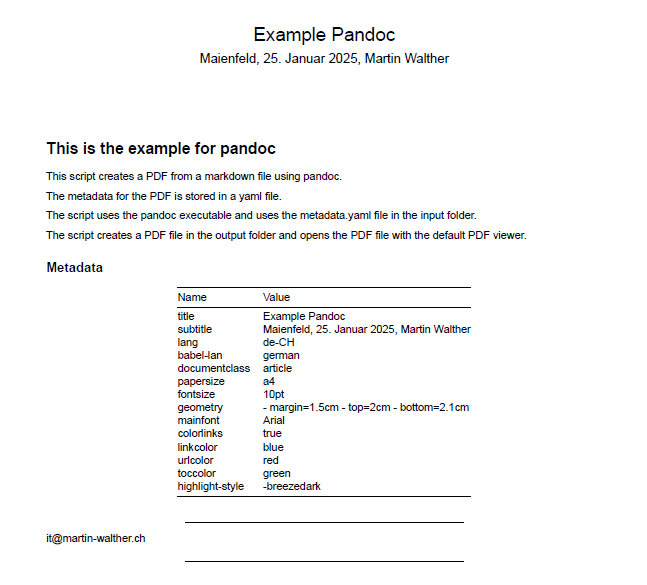 Example Pandoc
Maienfeld, 25. Januar 2025, Martin Walther
This is the example for pandoc
This script creates a PDF from a markdown file using pandoc.
The metadata for the PDF is stored in a yaml file.
The script uses the pandoc executable and uses the metadata.yaml file in the input folder.
The script creates a PDF file in the output folder and opens the PDF file with the default PDF viewer.
Metadata
Name Value
title Example Pandoc
subtitle Maienfeld, 25. Januar 2025, Martin Walther
lang de-CH
babel-lan german
documentclass article
papersize a4
fontsize 10pt
geometry - margin=1.5cm - top=2cm - bottom=2.1cm
mainfont Arial
colorlinks true
linkcolor blue
urlcolor red
toccolor green
highlight-style -breezedark
it@martin-walther.ch